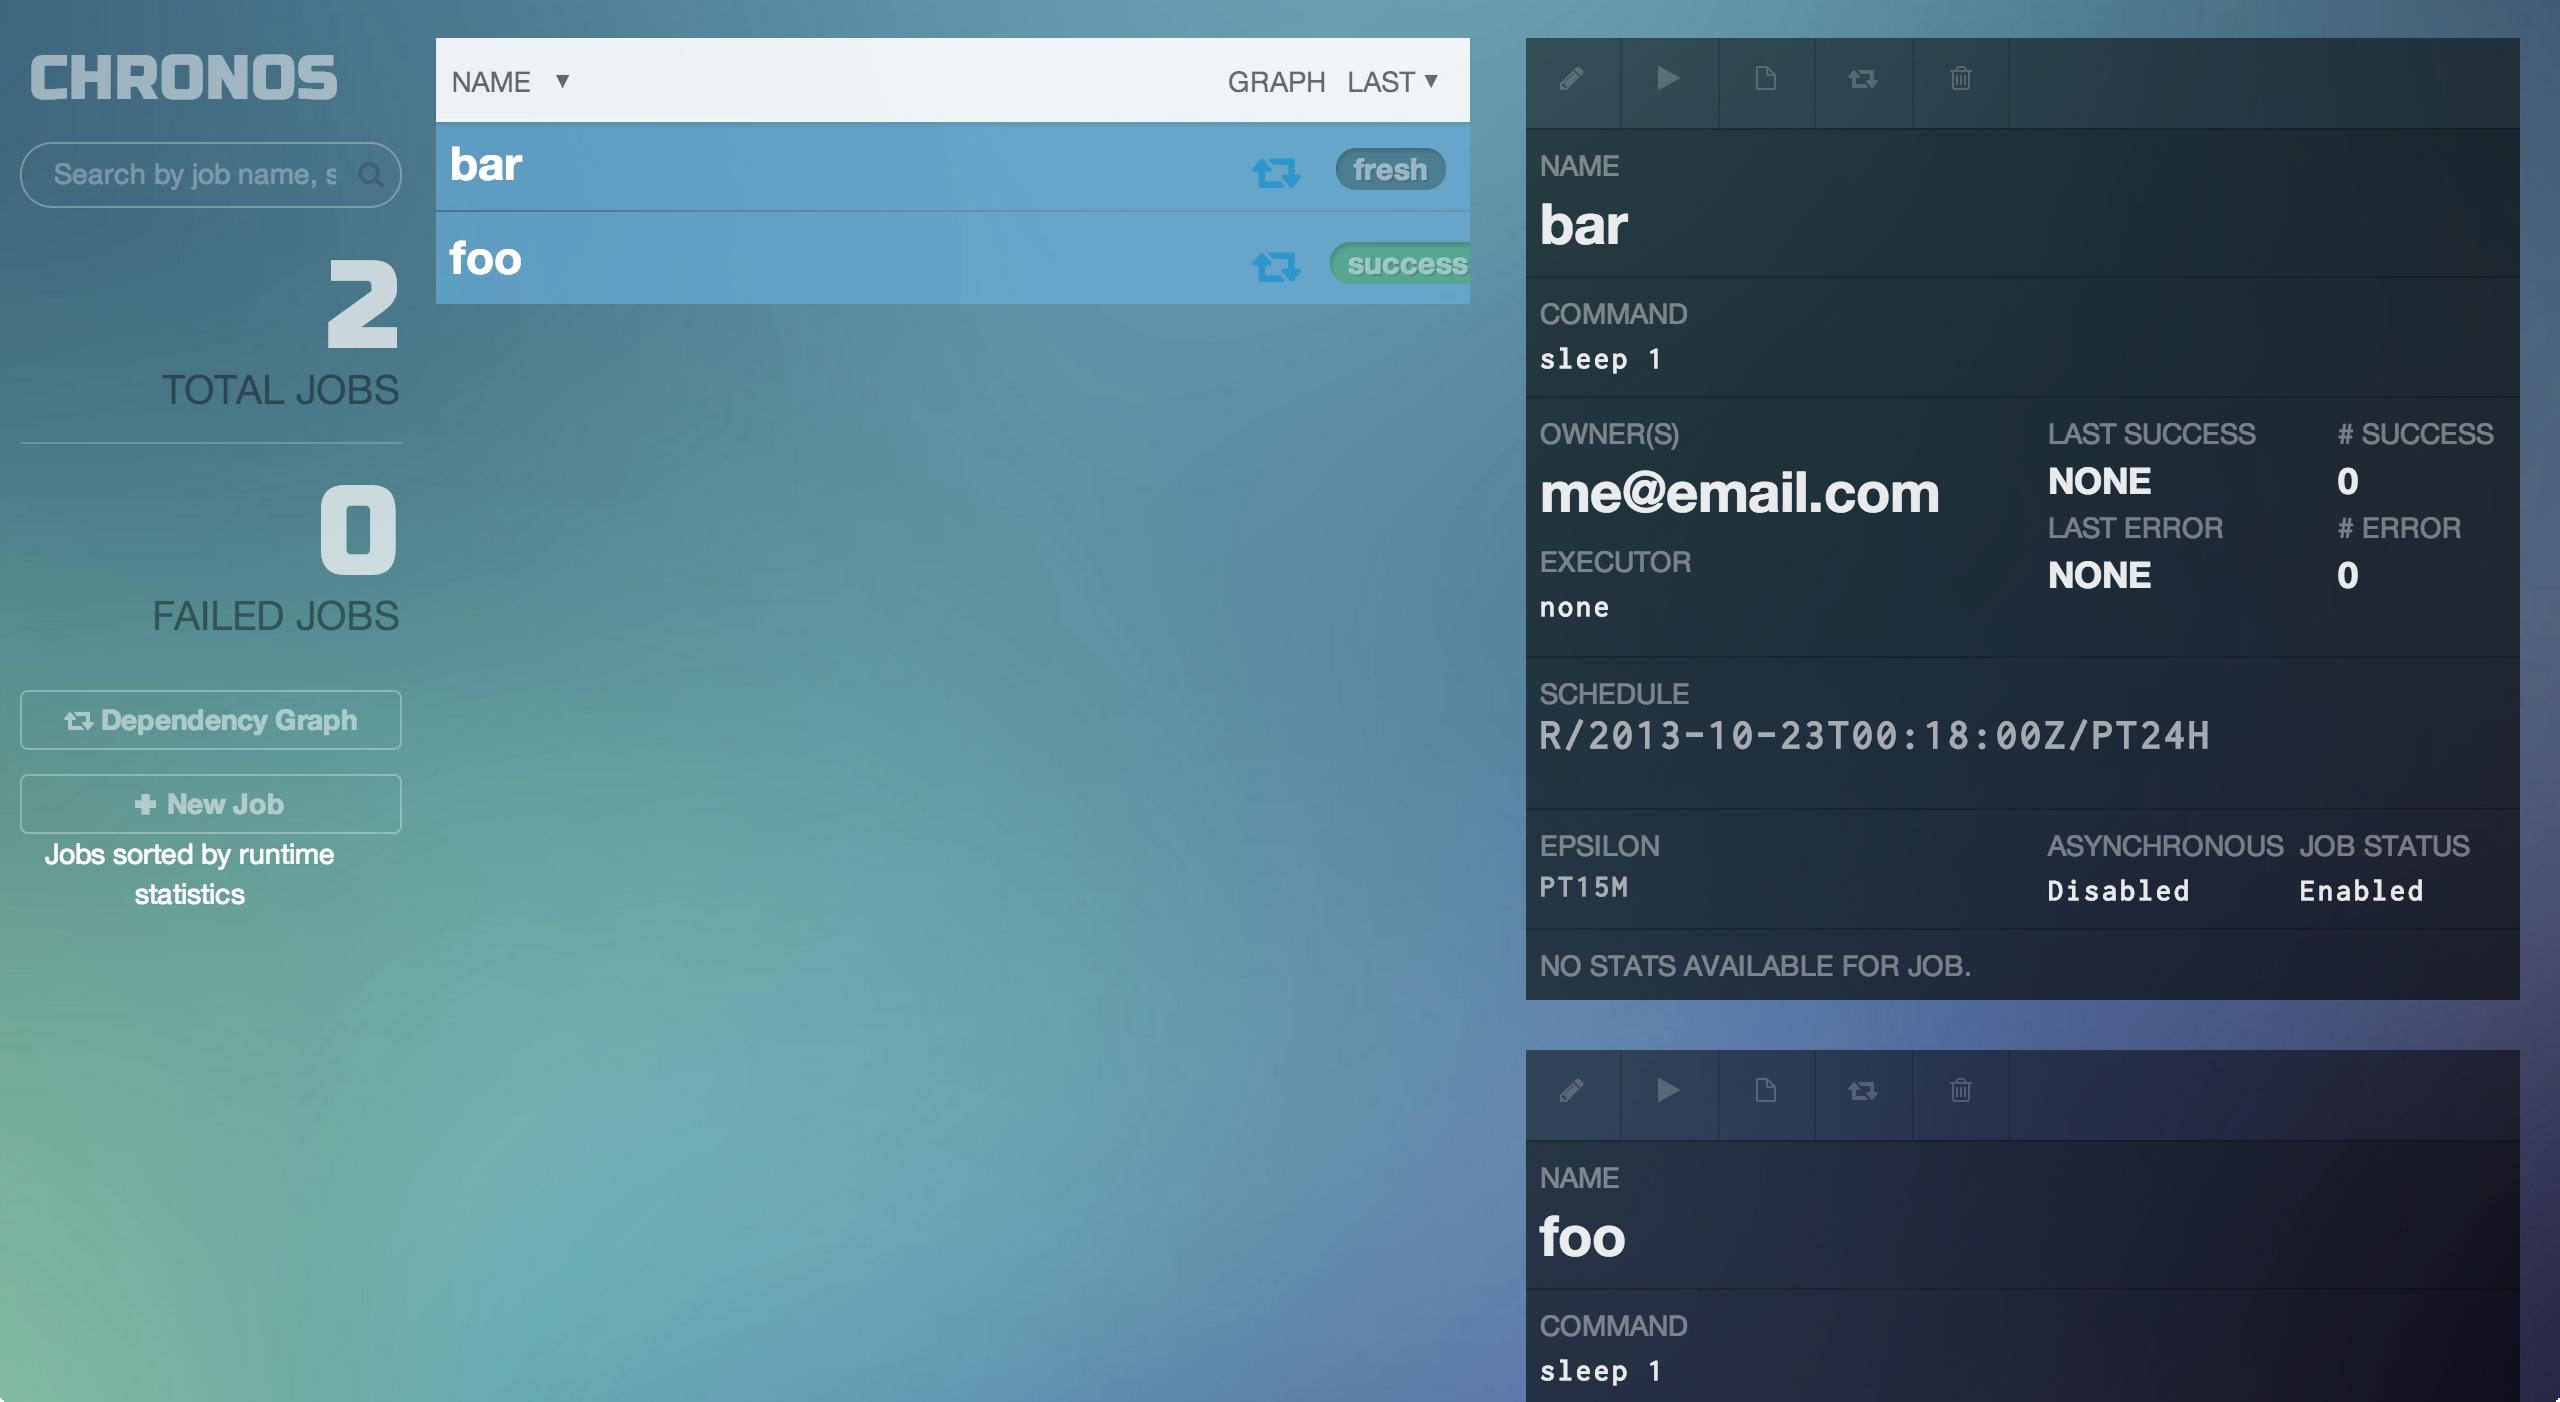 CHRONOS
Search by job name, s
2
TOTAL JOBS
0
FAILED JOBS
Dependency Graph
New Job
Jobs sorted by runtime
statistics
NAME ▼ GRAPH LAST ▼
bar fresh
foo success
NAME
bar
COMMAND
sleep 1
OWNER(S)
me@email.com
EXECUTOR
none
LAST SUCCESS # SUCCESS
NONE 0
LAST ERROR # ERROR
NONE 0
SCHEDULE
R/2013-10-23T00:18:00Z/PT24H
EPSILON
PT15M
ASYNCHRONOUS JOB STATUS
Disabled Enabled
NO STATS AVAILABLE FOR JOB.
NAME
foo
COMMAND
sleep 1